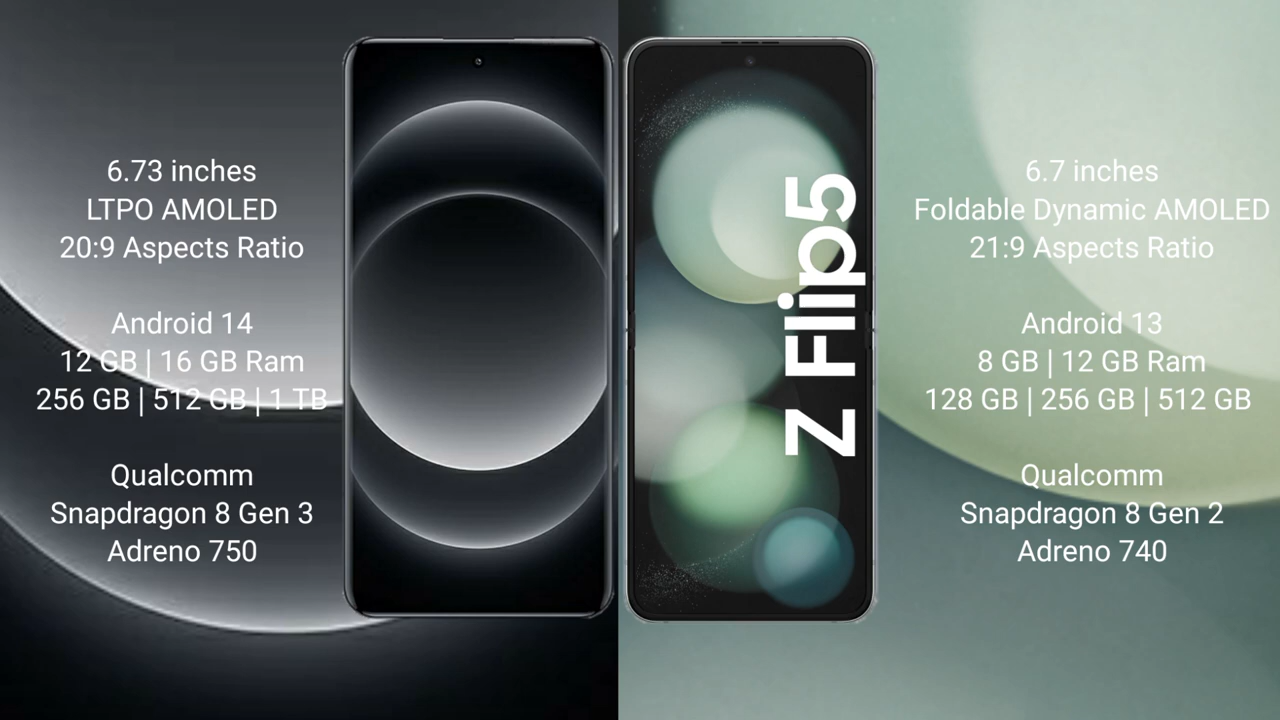 6.73 inches
LTPO AMOLED
20:9 Aspects Ratio
Android 14
12 GB | 16 GB Ram
256 GB | 512 GB | 1 TB
Qualcomm
Snapdragon 8 Gen 3
Adreno 750
Z Flip5
6.7 inches
Foldable Dynamic AMOLED
21:9 Aspects Ratio
Android 13
8 GB | 12 GB Ram
128 GB | 256 GB | 512 GB
Qualcomm
Snapdragon 8 Gen 2
Adreno 740